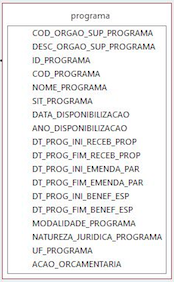 programa
COD_ORGAO_SUP_PROGRAMA
DESC_ORGAO_SUP_PROGRAMA
ID_PROGRAMA
COD_PROGRAMA
NOME_PROGRAMA
SIT_PROGRAMA
DATA_DISPONIBILIZACAO
ANO_DISPONIBILIZACAO
DT_PROG_INI_RECEB_PROP
DT_PROG_FIM_RECEB_PROP
DT_PROG_INI_EMENDA_PAR
DT_PROG_FIM_EMENDA_PAR
DT_PROG_INI_BENEF_ESP
DT_PROG_FIM_BENEF_ESP
MODALIDADE_PROGRAMA
NATUREZA_JURIDICA_PROGRAMA
UF_PROGRAMA
ACAO_ORCAMENTARIA